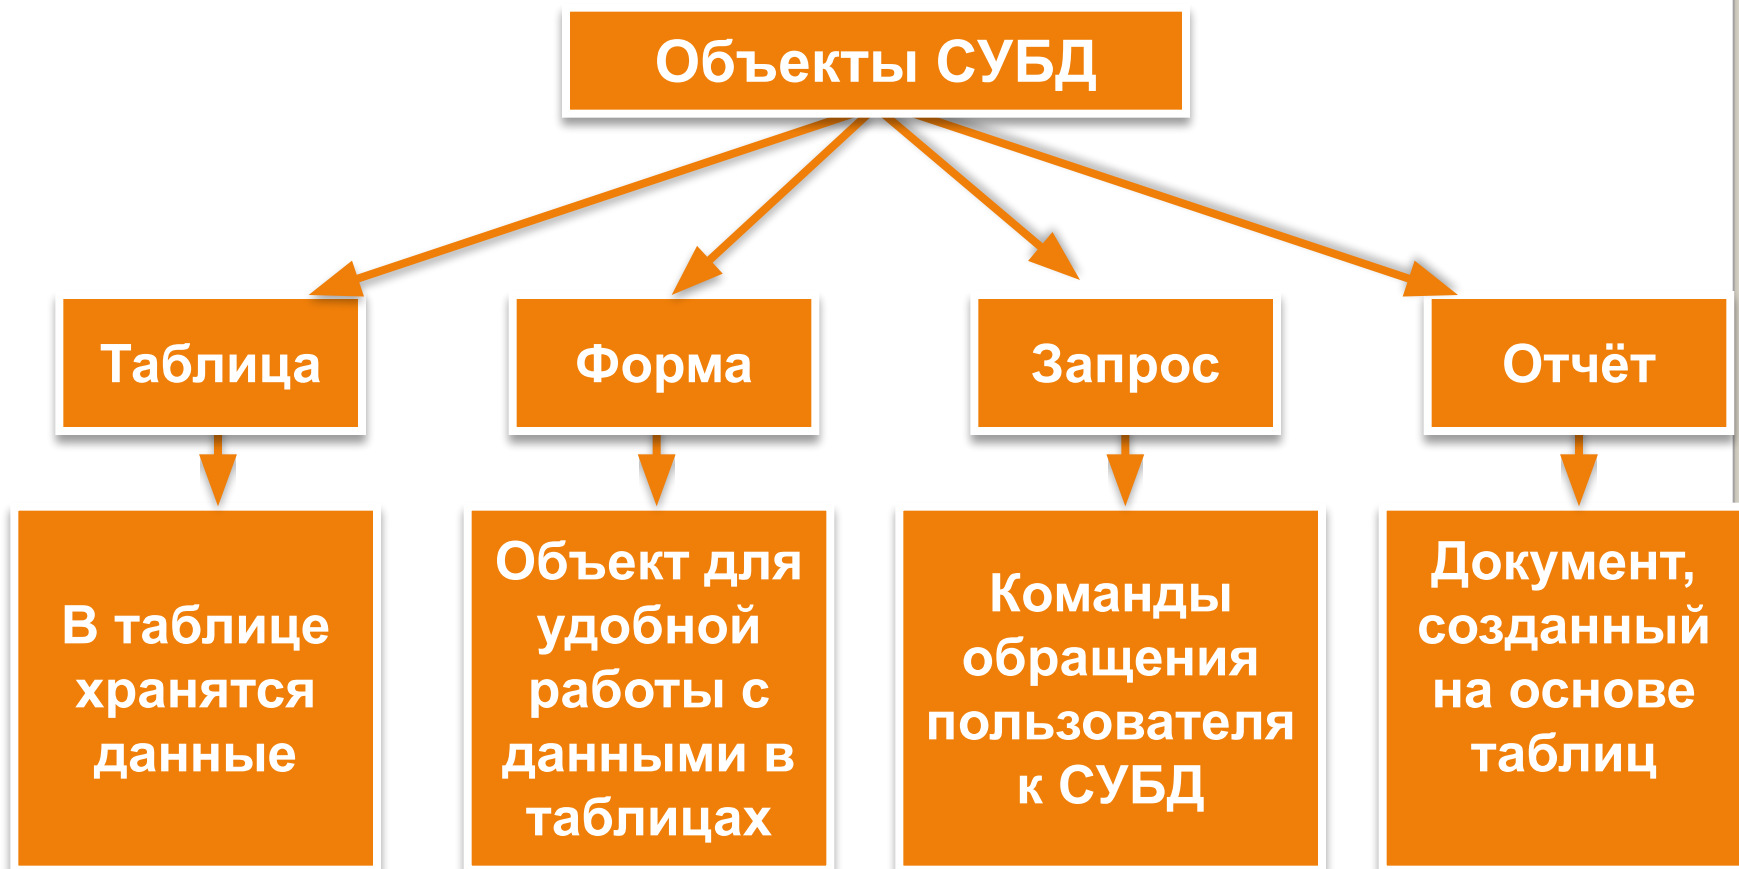 Объекты СУБД
Таблица
Форма
Запрос
Отчёт
В таблице
хранятся
данные
Объект для
удобной
работы с
данными в
таблицах
Команды
обращения
пользователя
к СУБД
Документ,
созданный
на основе
таблиц